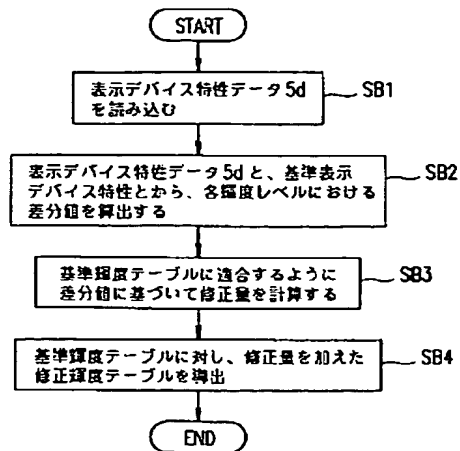 START
表示デバイス特性データ5d
を読み込む
SB1
表示デバイス特性データ5dと、基準表示
デバイス特性とから、各輝度レベルにおける
差分値を算出する
SB2
基準輝度テーブルに適合するように
差分値に基づいて修正量を計算する
SB3
基準輝度テーブルに対し、修正量を加えた
修正輝度テーブルを導出
SB4
END